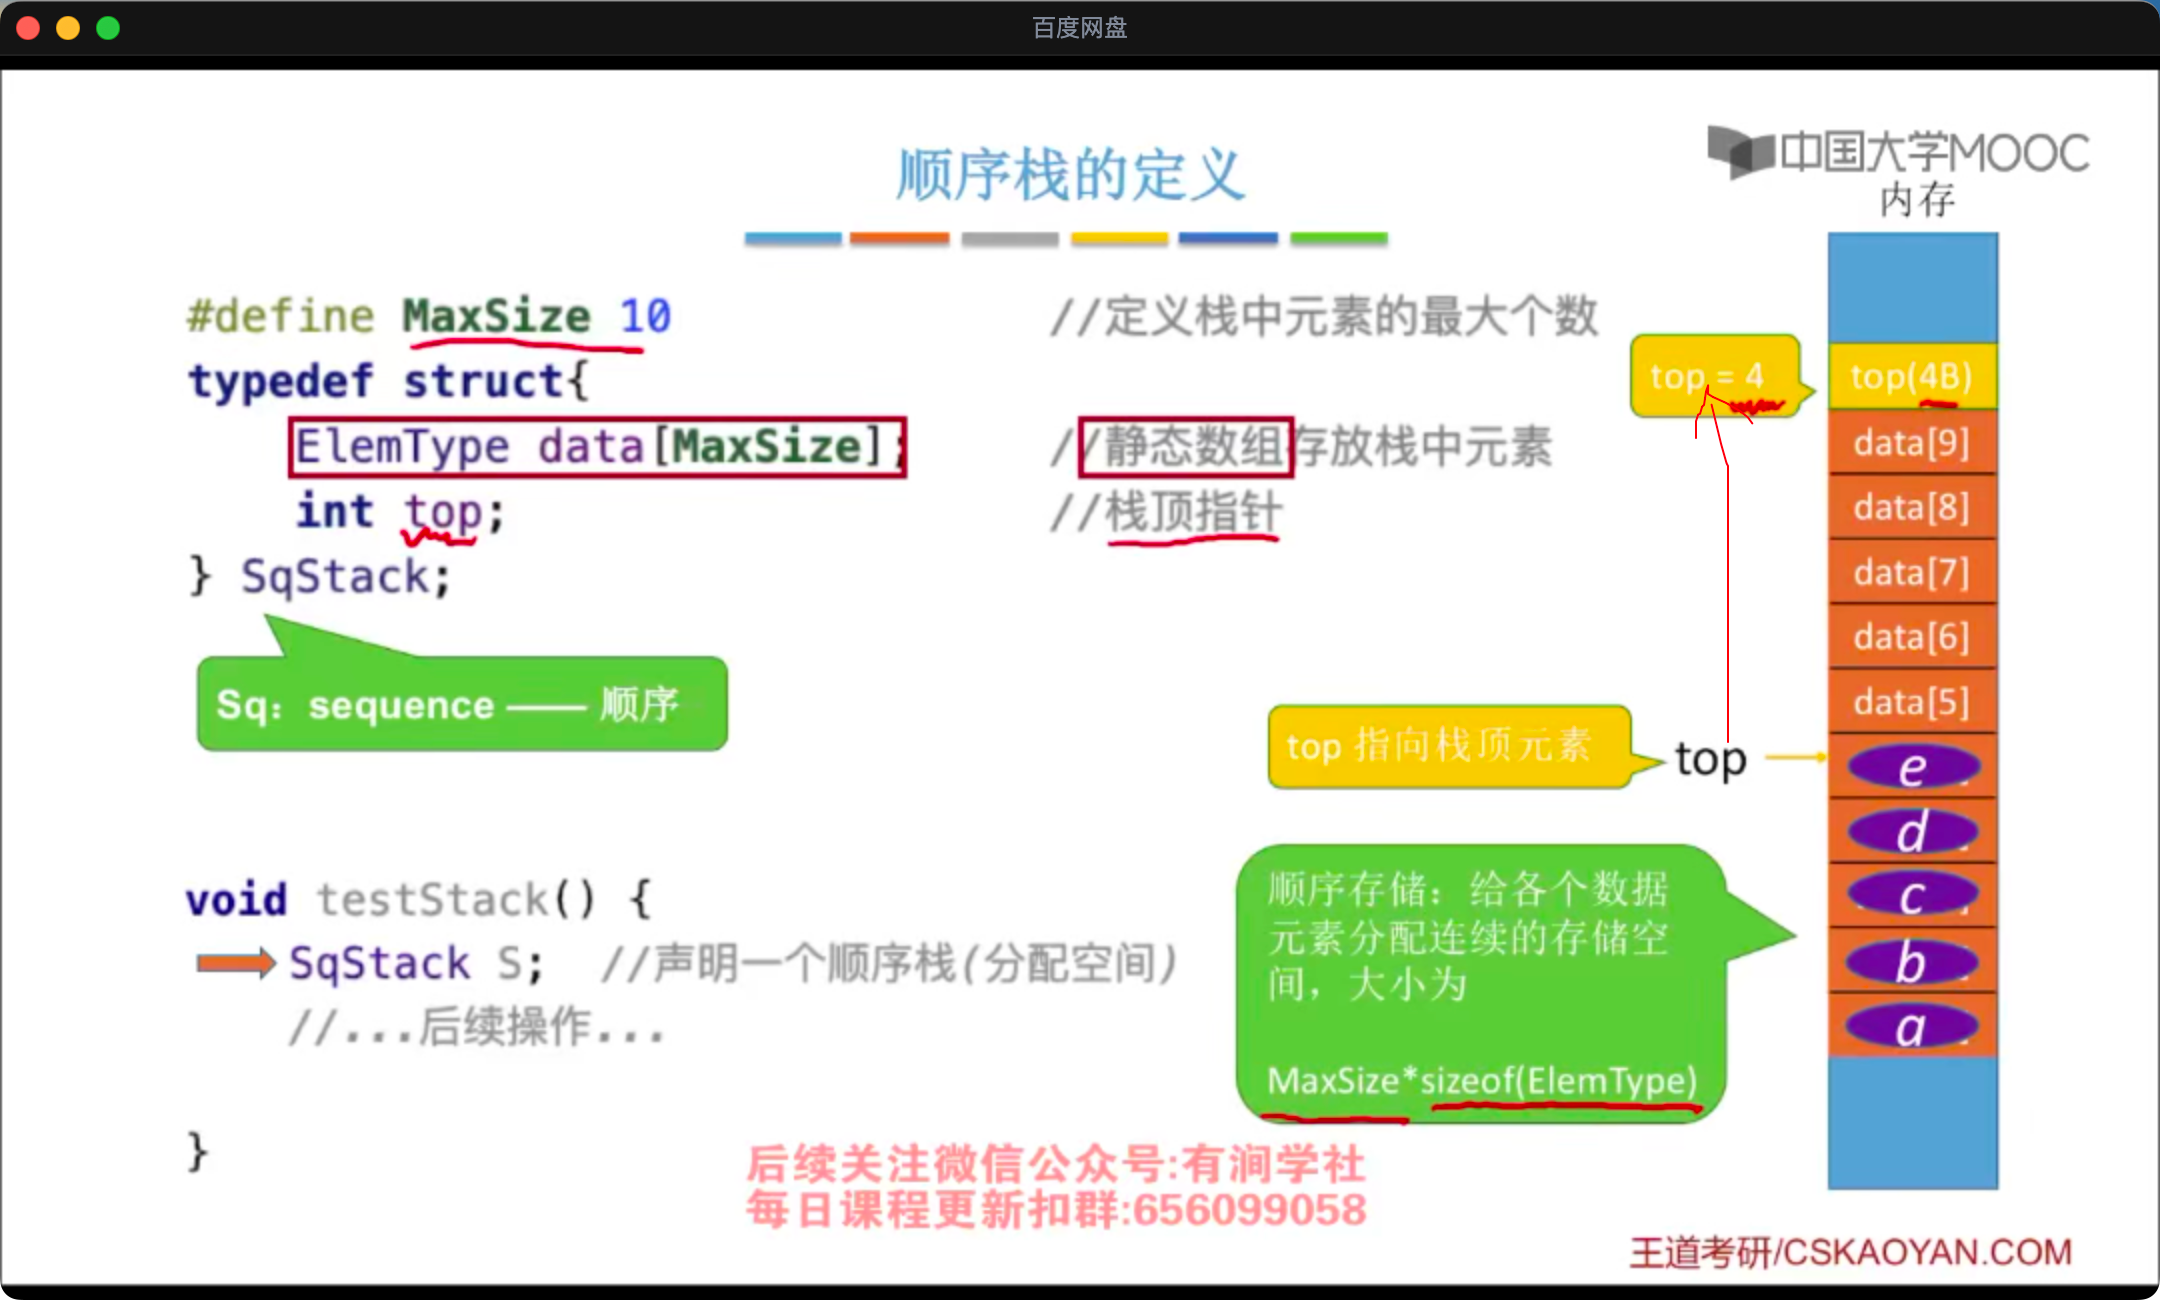 百度网盘
中国大学MOOC
顺序栈的定义
内存
#define MaxSize 10 //定义栈中元素的最大个数
typedef struct{
ElemType data[MaxSize]; //静态数组存放栈中元素
int top; //栈顶指针
} SqStack;
Sq：sequence —— 顺序
void testStack() {
SqStack S; //声明一个顺序栈(分配空间)
//...后续操作...
}
top = 4
top 指向栈顶元素
top
顺序存储：给各个数据
元素分配连续的存储空
间，大小为
MaxSize*sizeof(ElemType)
top(4B)
data[9]
data[8]
data[7]
data[6]
data[5]
e
d
c
b
a
后续关注微信公众号:有涧学社
每日课程更新扣群:656099058
王道考研/CSKAOYAN.COM